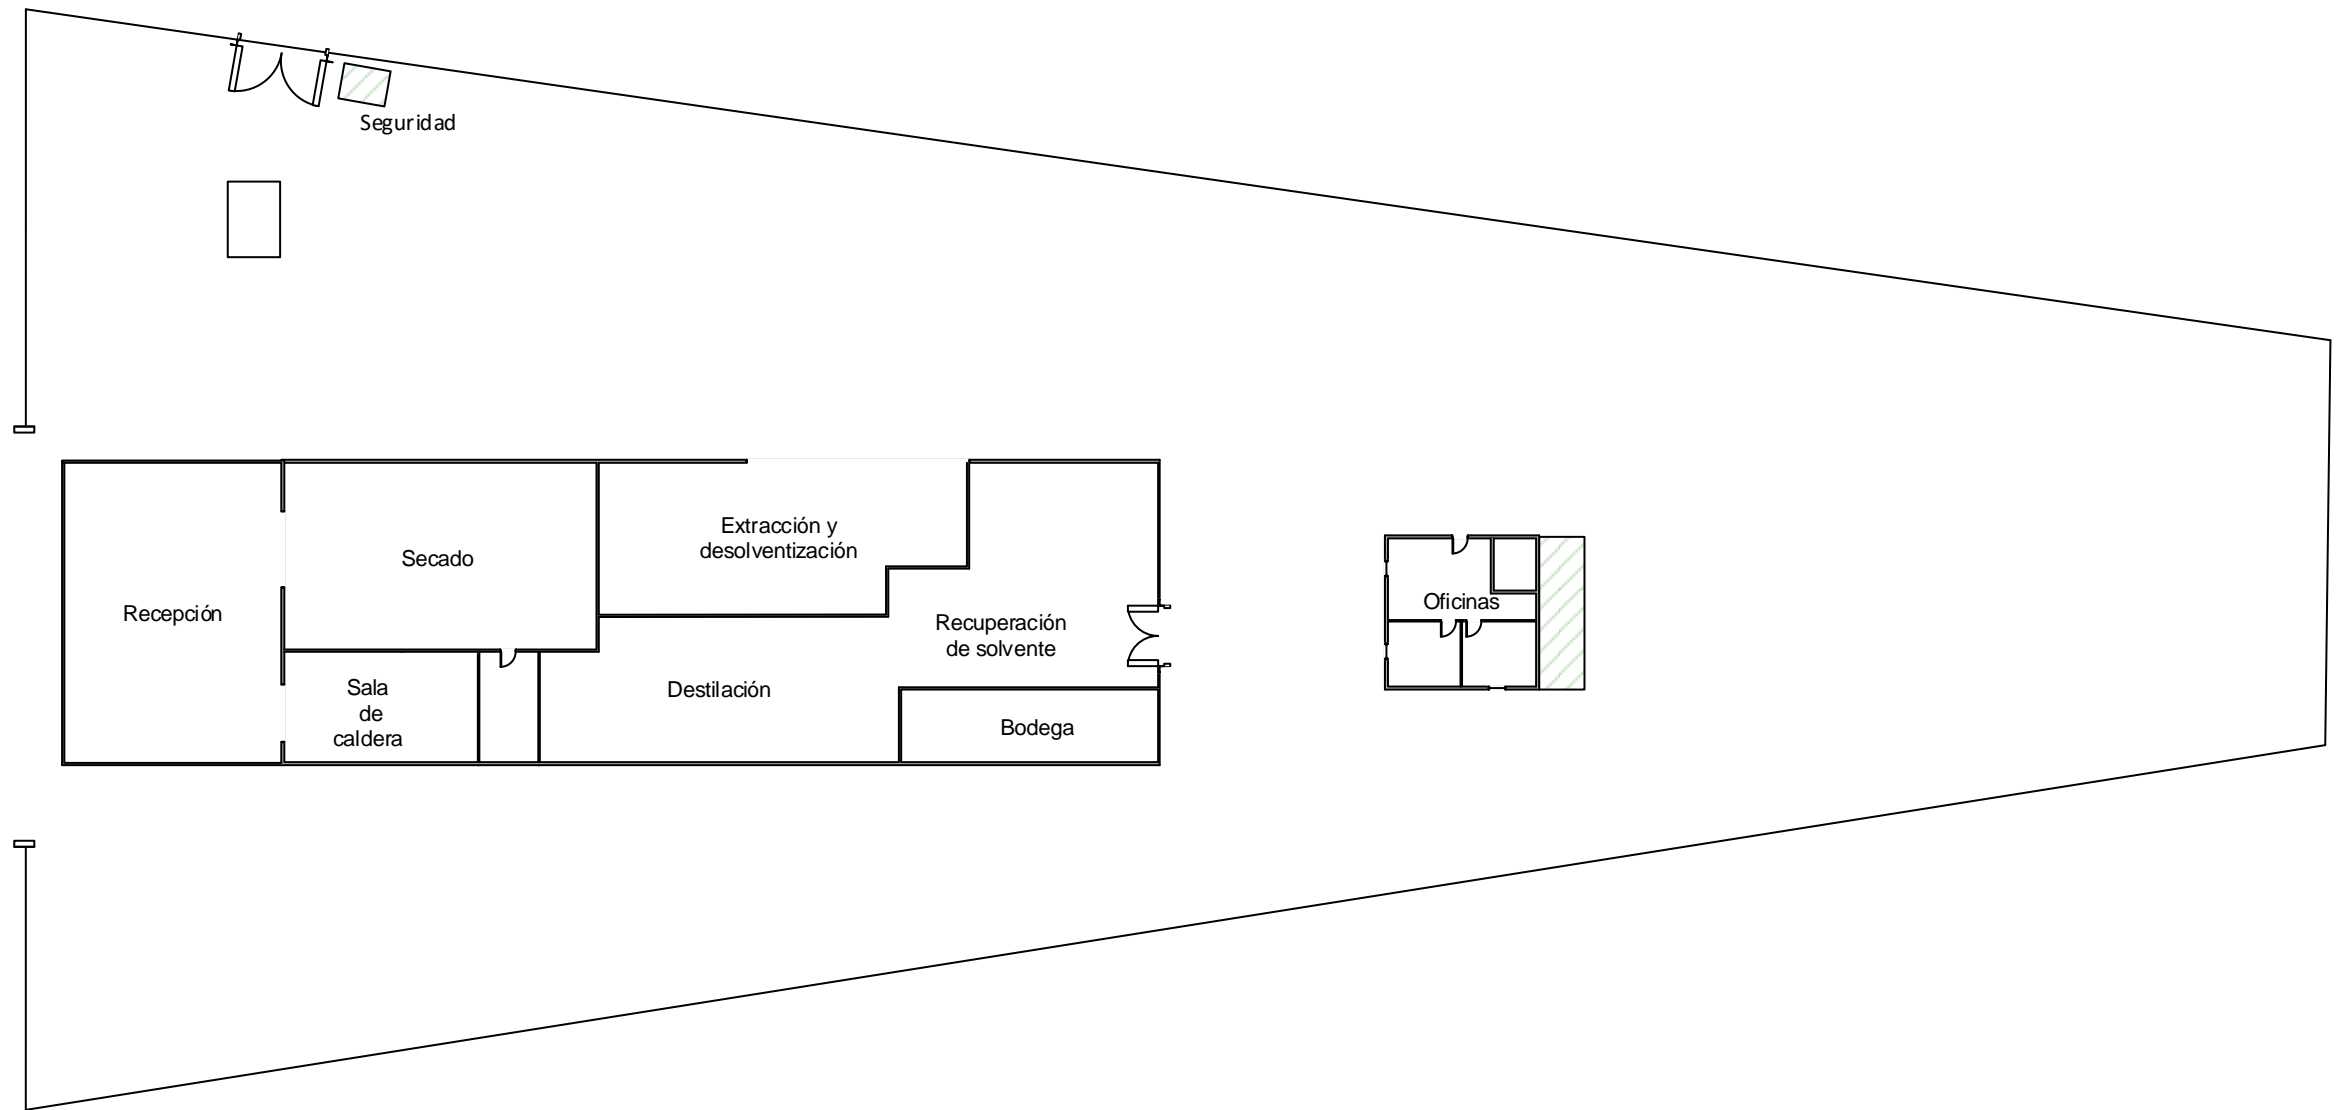 Seguridad
Recepción
Secado
Sala
de
caldera
Extracción y
desolventización
Destilación
Recuperación
de solvente
Bodega
Oficinas